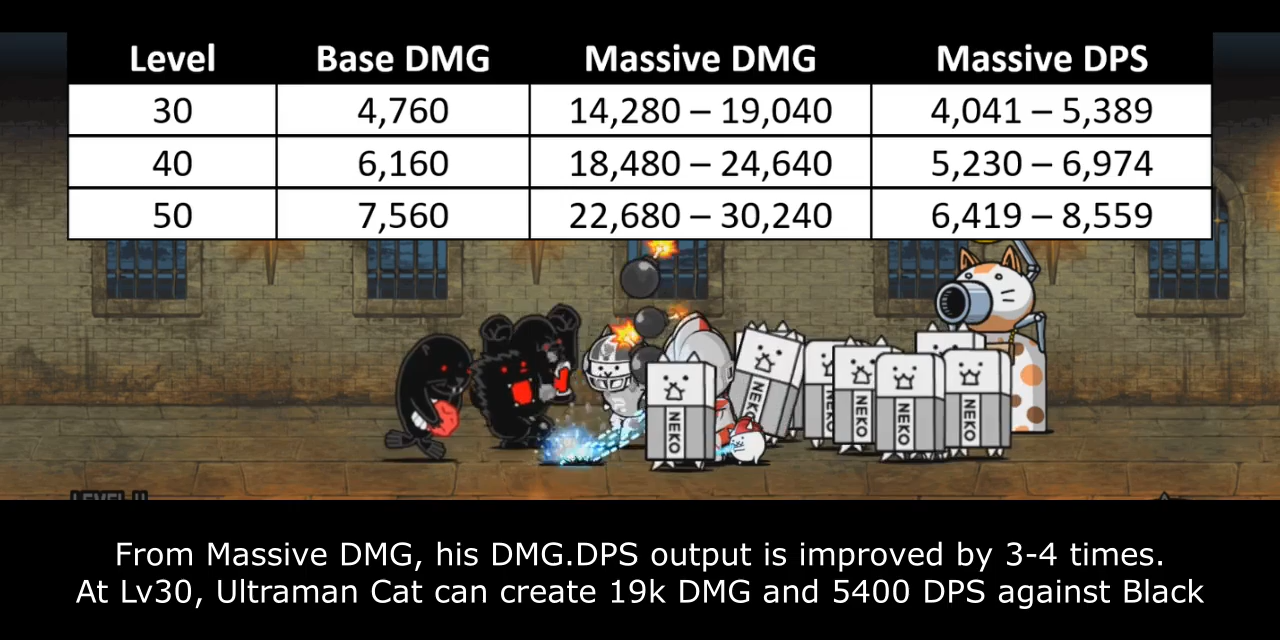 Level Base DMG Massive DMG Massive DPS
30 4,760 14,280 – 19,040 4,041 – 5,389
40 6,160 18,480 – 24,640 5,230 – 6,974
50 7,560 22,680 – 30,240 6,419 – 8,559
NEKO
NEKO
NEKO
NEKO
NEKO
From Massive DMG, his DMG.DPS output is improved by 3-4 times.
At Lv30, Ultraman Cat can create 19k DMG and 5400 DPS against Black